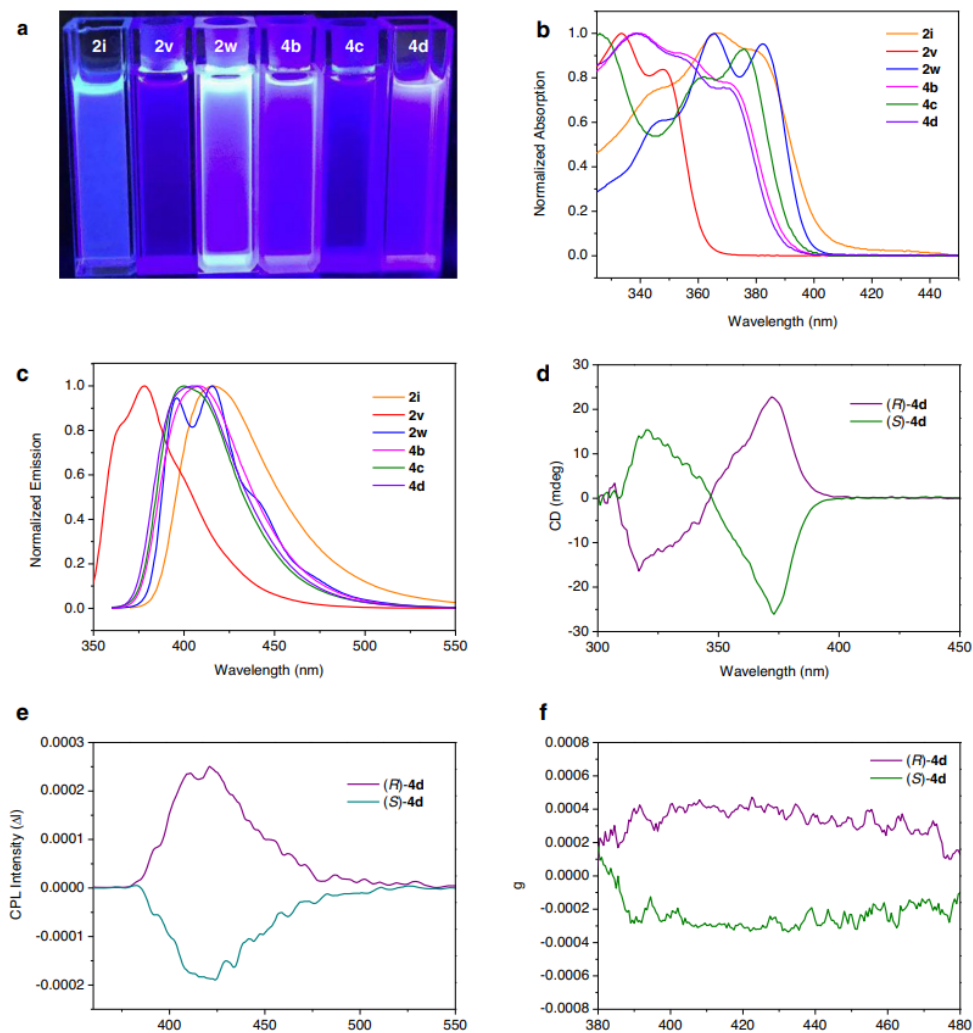 a
2i 2v 2w 4b 4c 4d
b
Normalized Absorption
1.0
0.8
0.6
0.4
0.2
0.0
340 360 380 400 420 440
Wavelength (nm)
2i
2v
2w
4b
4c
4d
c
Normalized Emission
1.0
0.8
0.6
0.4
0.2
0.0
350 400 450 500 550
Wavelength (nm)
2i
2v
2w
4b
4c
4d
d
CD (mdeg)
30
20
10
0
-10
-20
-30
300 350 400 450
Wavelength (nm)
(R)-4d
(S)-4d
e
CPL Intensity (ΔI)
0.0003
0.0002
0.0001
0.0000
-0.0001
-0.0002
400 450 500 550
(R)-4d
(S)-4d
f
g
0.0008
0.0006
0.0004
0.0002
0.0000
-0.0002
-0.0004
-0.0006
-0.0008
380 400 420 440 460 480
(R)-4d
(S)-4d